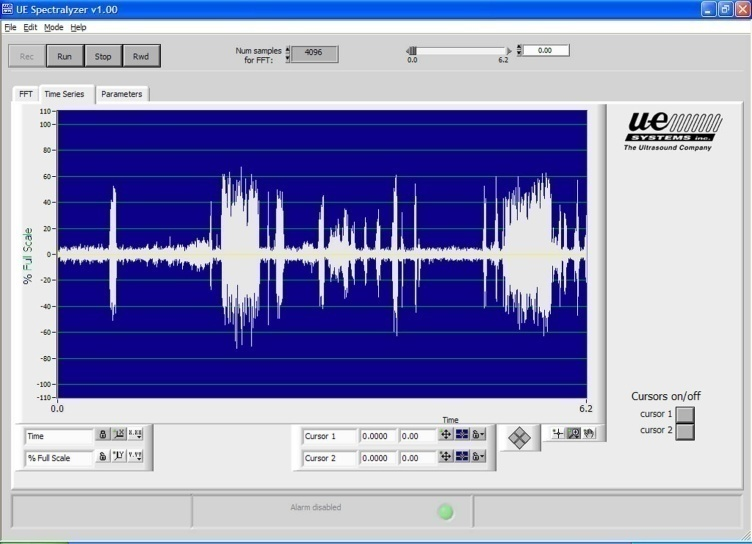 UE Spectralyzer v1.00
File Edit Mode Help
Rec Run Stop Rwd
Num samples for FFT: 4096
0.0 6.2
0.00
FFT Time Series Parameters
110
100
80
60
40
20
0
-20
-40
-60
-80
-100
-110
% Full Scale
0.0 6.2
Time
ue
SYSTEMS inc.
The Ultrasound Company
Cursors on/off
cursor 1
cursor 2
Time
% Full Scale
Cursor 1 0.0000 0.00
Cursor 2 0.0000 0.00
Alarm disabled